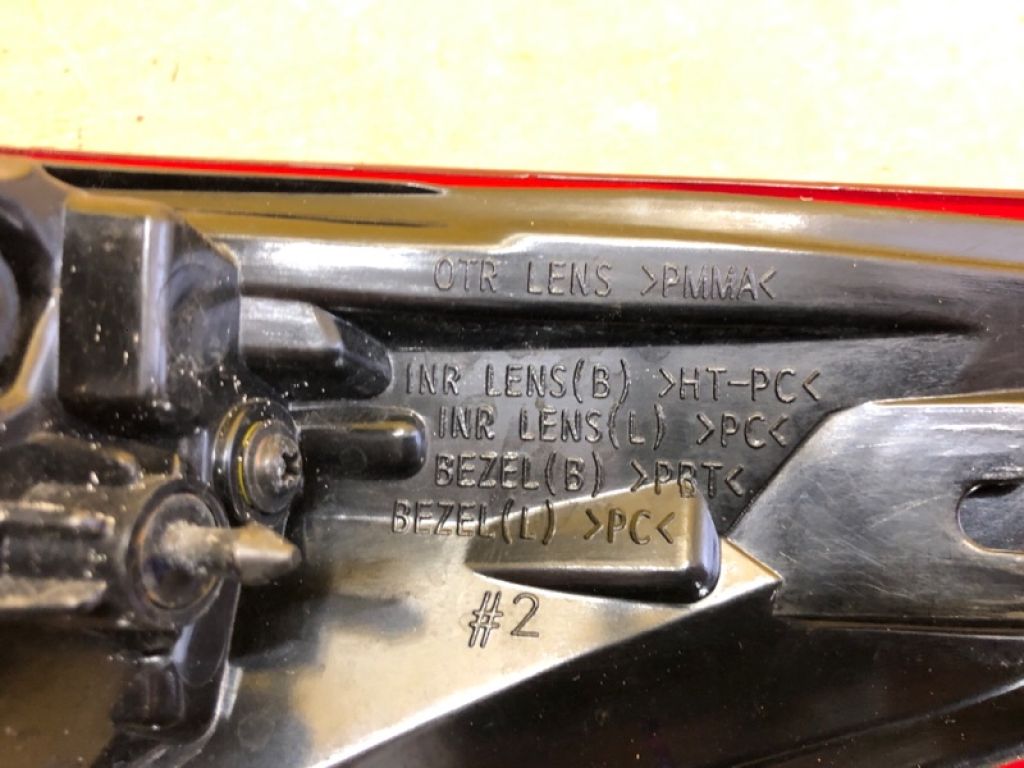 OTR LENS >PMMA<
INR LENS(B) >HT-PC<
INR LENS(L) >PC<
BEZEL(B) >PBT<
BEZEL(L) >PC<
#2